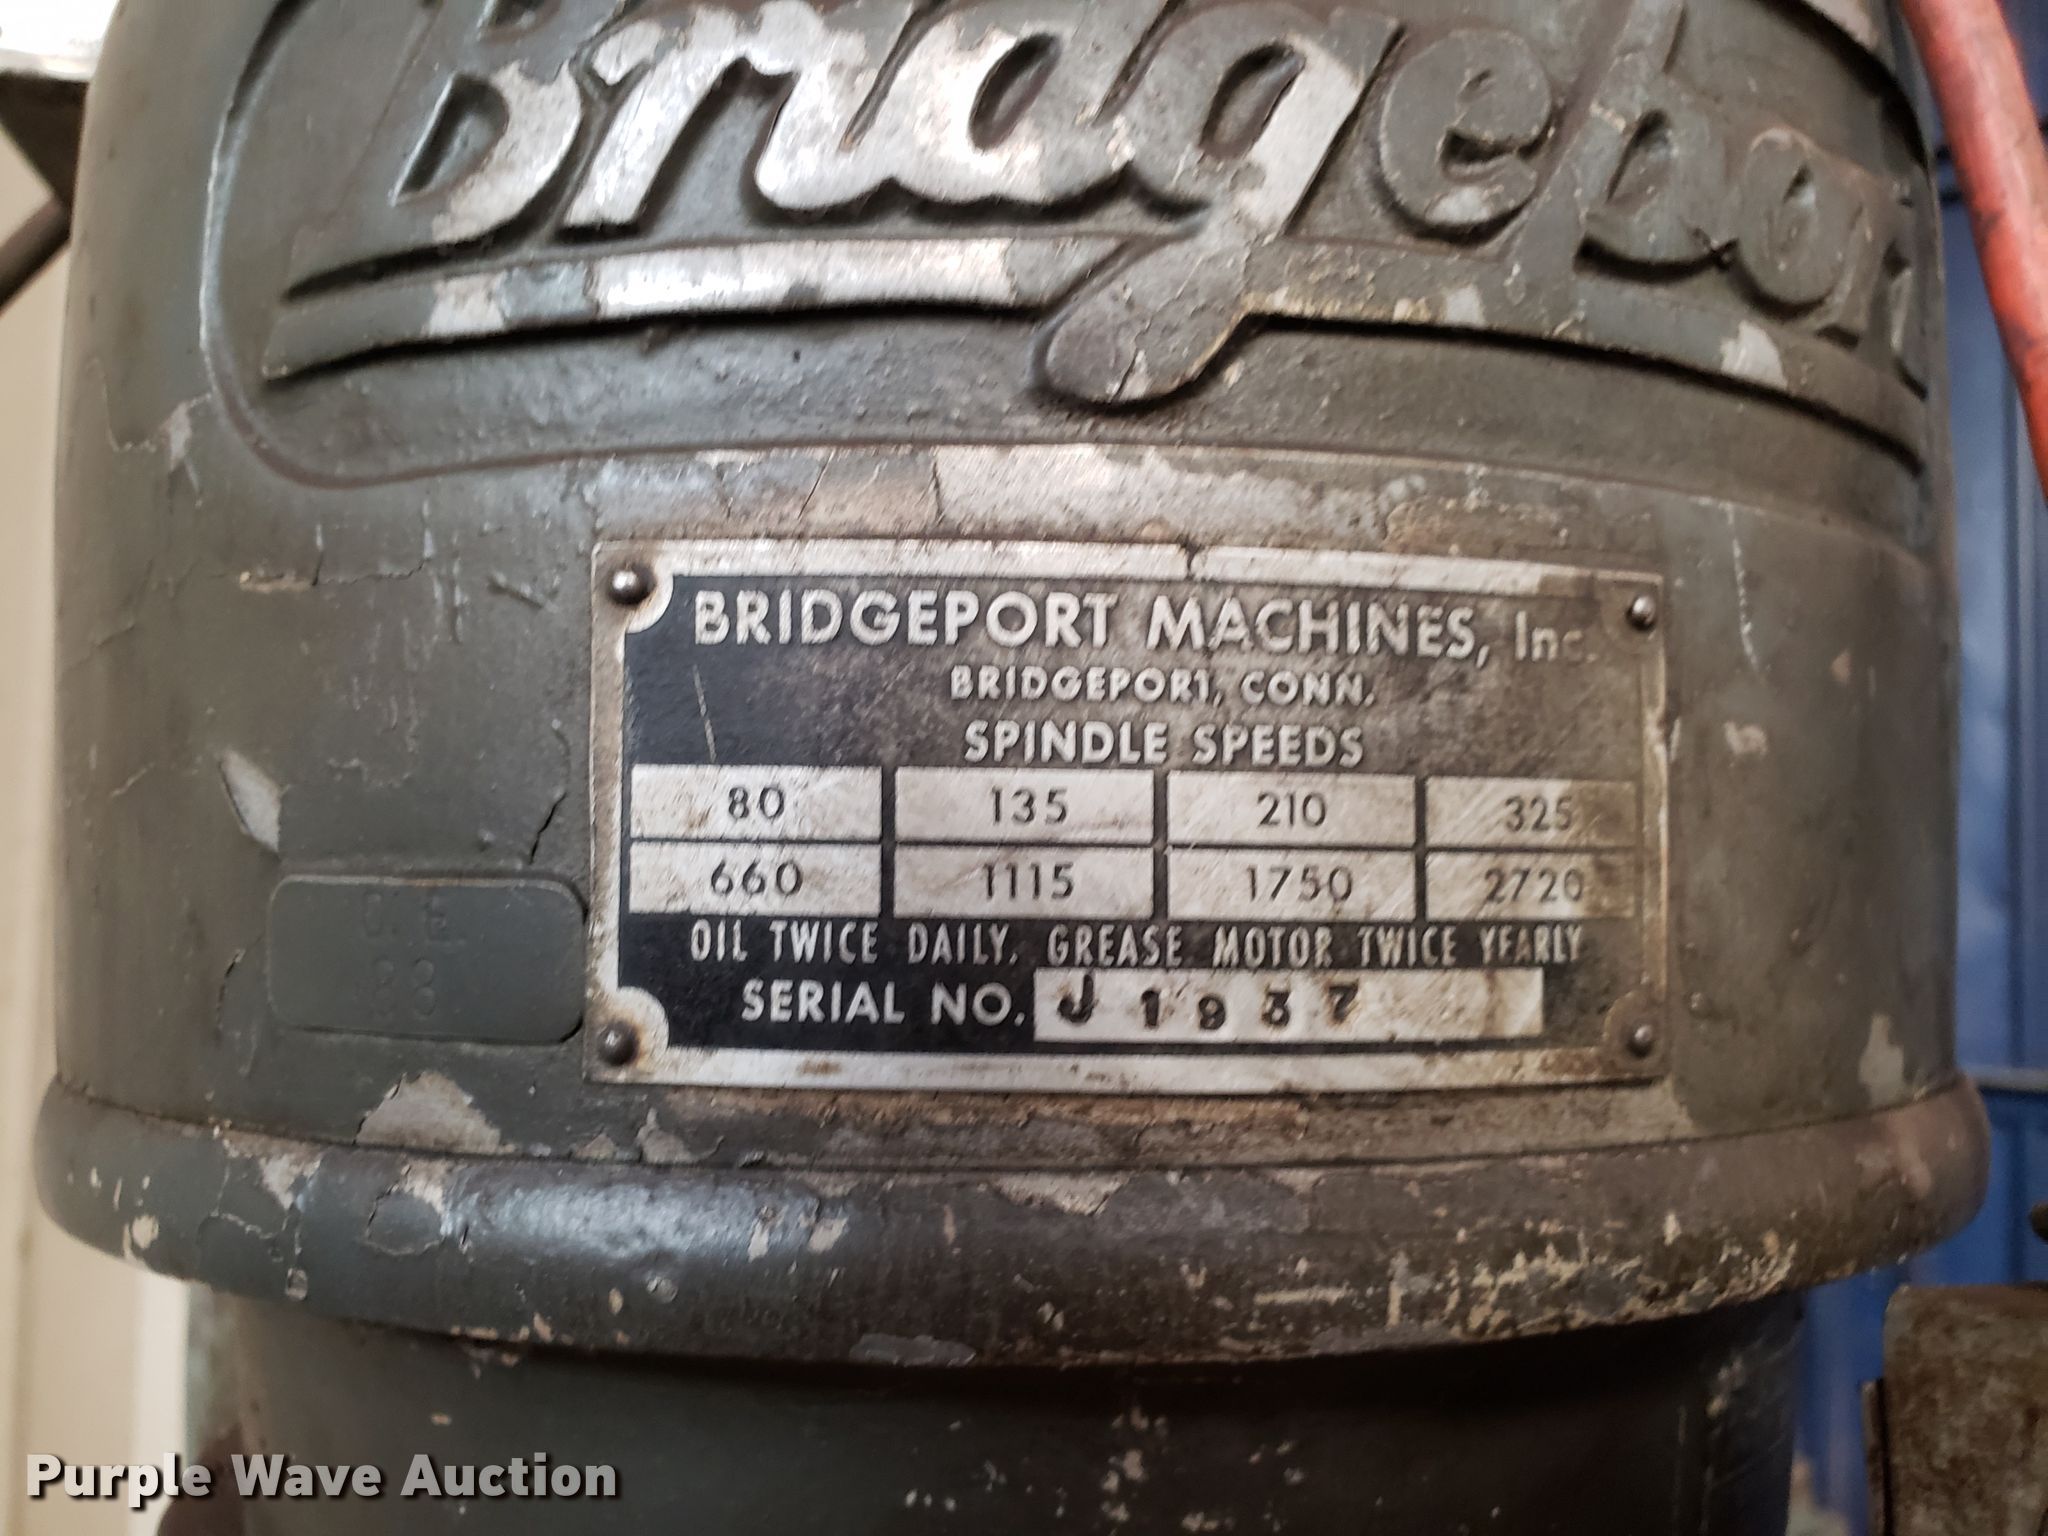 Bridgeport
BRIDGEPORT MACHINES, Inc.
BRIDGEPORT, CONN.
SPINDLE SPEEDS
80 135 210 325
660 1115 1750 2720
OIL TWICE DAILY. GREASE MOTOR TWICE YEARLY
SERIAL NO. J 1937
Purple Wave Auction